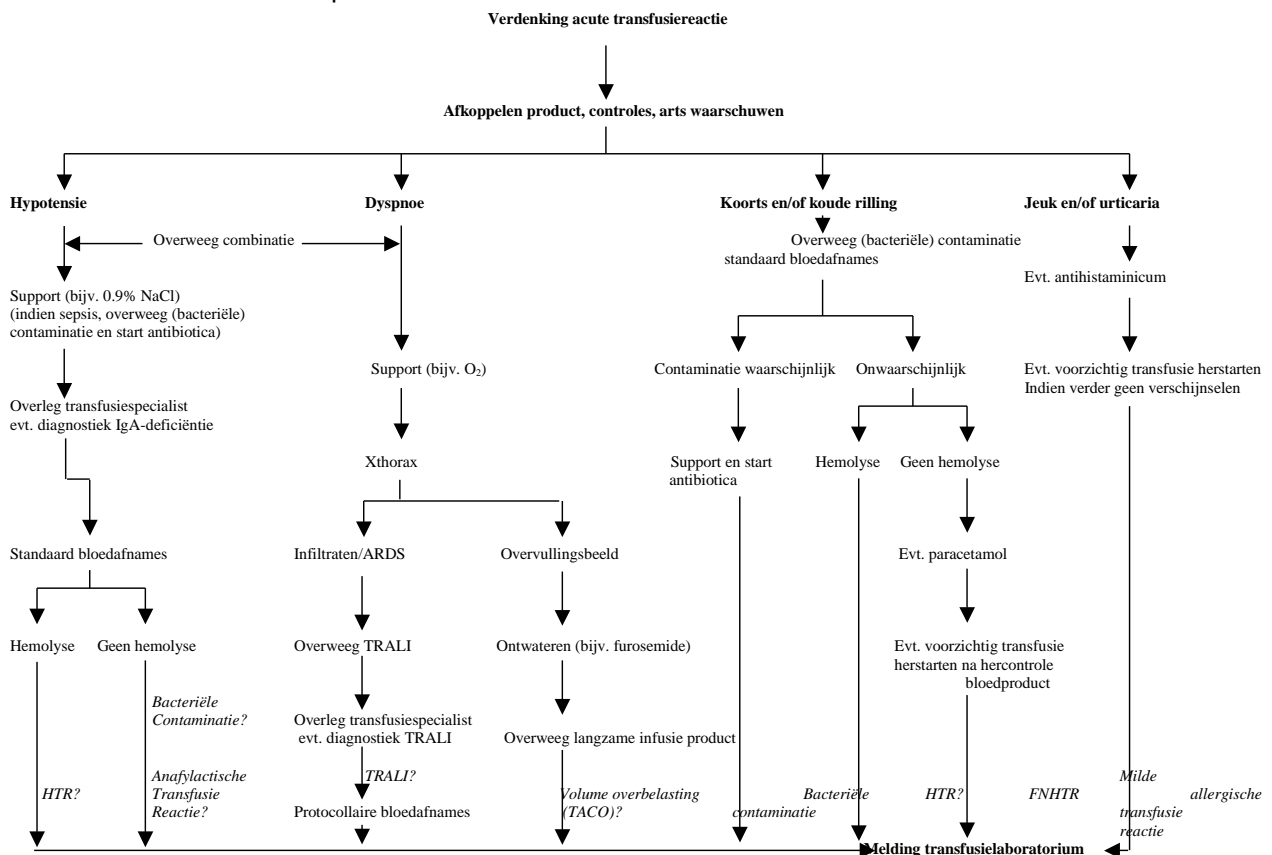 Verdenking acute transfusiereactie
Afkoppelen product, controles, arts waarschuwen
Hypotensie
Dyspnoe
Koorts en/of koude rilling
Jeuk en/of urticaria
Overweeg combinatie
Overweeg (bacteriële) contaminatie
standaard bloedafnames
Evt. antihistaminicum
Support (bijv. 0.9% NaCl)
(indien sepsis, overweeg (bacteriële)
contaminatie en start antibiotica)
Support (bijv. O₂)
Contaminatie waarschijnlijk
Onwaarschijnlijk
Evt. voorzichtig transfusie herstarten
Indien verder geen verschijnselen
Overleg transfusiespecialist
evt. diagnostiek IgA-deficiëntie
Xthorax
Support en start
antibiotica
Hemolyse
Geen hemolyse
Standaard bloedafnames
Infiltraten/ARDS
Overvullingsbeeld
Evt. paracetamol
Hemolyse
Geen hemolyse
Overweeg TRALI
Ontwateren (bijv. furosemide)
Evt. voorzichtig transfusie
herstarten na hercontrole
bloedproduct
Bacteriële
Contaminatie?
Overleg transfusiespecialist
evt. diagnostiek TRALI
Overweeg langzame infusie product
HTR?
Anafylactische
Transfusie
Reactie?
TRALI?
Protocollaire bloedafnames
Volume overbelasting
(TACO)?
Bacteriële
contaminatie
HTR?
FNHTR
Milde
allergische
transfusie
reactie
Melding transfusielaboratorium